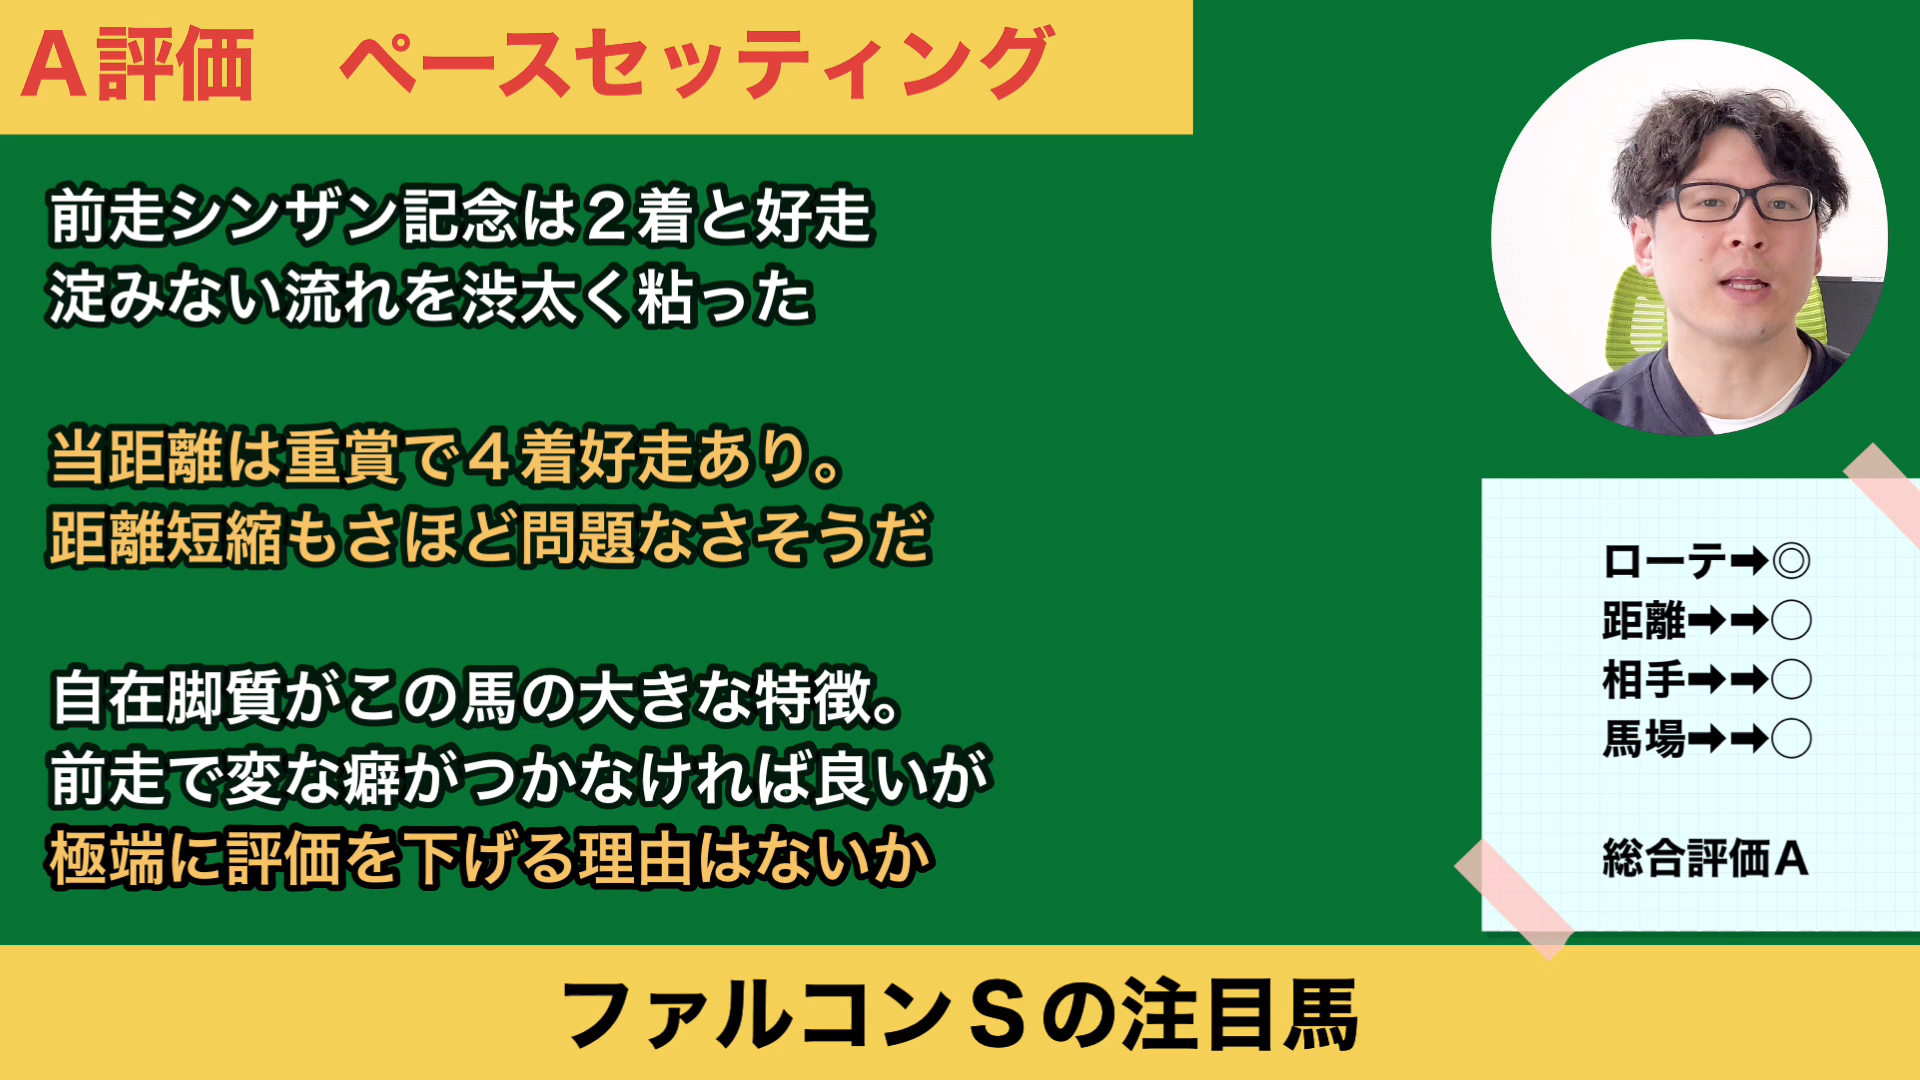 A評価　ペースセッティング
前走シンザン記念は２着と好走
淀みない流れを渋太く粘った
当距離は重賞で４着好走あり。
距離短縮もさほど問題なさそうだ
自在脚質がこの馬の大きな特徴。
前走で変な癖がつかなければ良いが
極端に評価を下げる理由はないか
ローテ➡◎
距離➡➡◯
相手➡➡◯
馬場➡➡◯
総合評価A
ファルコンＳの注目馬